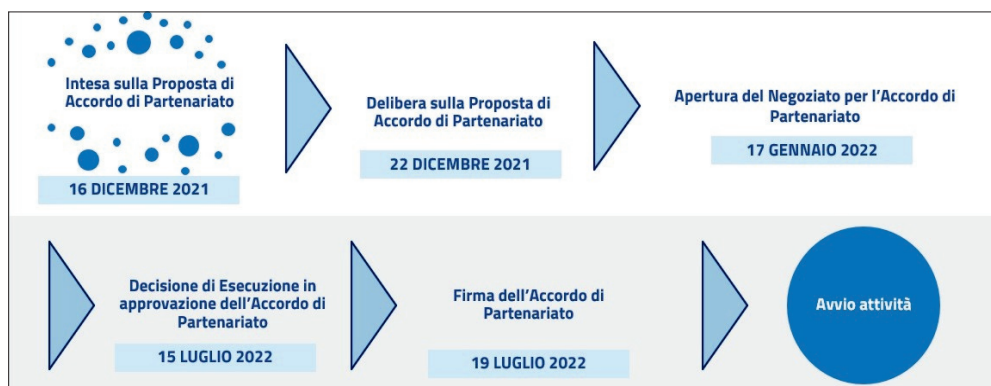 Intesa sulla Proposta di
Accordo di Partenariato
16 DICEMBRE 2021
Delibera sulla Proposta di
Accordo di Partenariato
22 DICEMBRE 2021
Apertura del Negoziato per l'Accordo di
Partenariato
17 GENNAIO 2022
Decisione di Esecuzione in
approvazione dell'Accordo di
Partenariato
15 LUGLIO 2022
Firma dell'Accordo di
Partenariato
19 LUGLIO 2022
Avvio attività